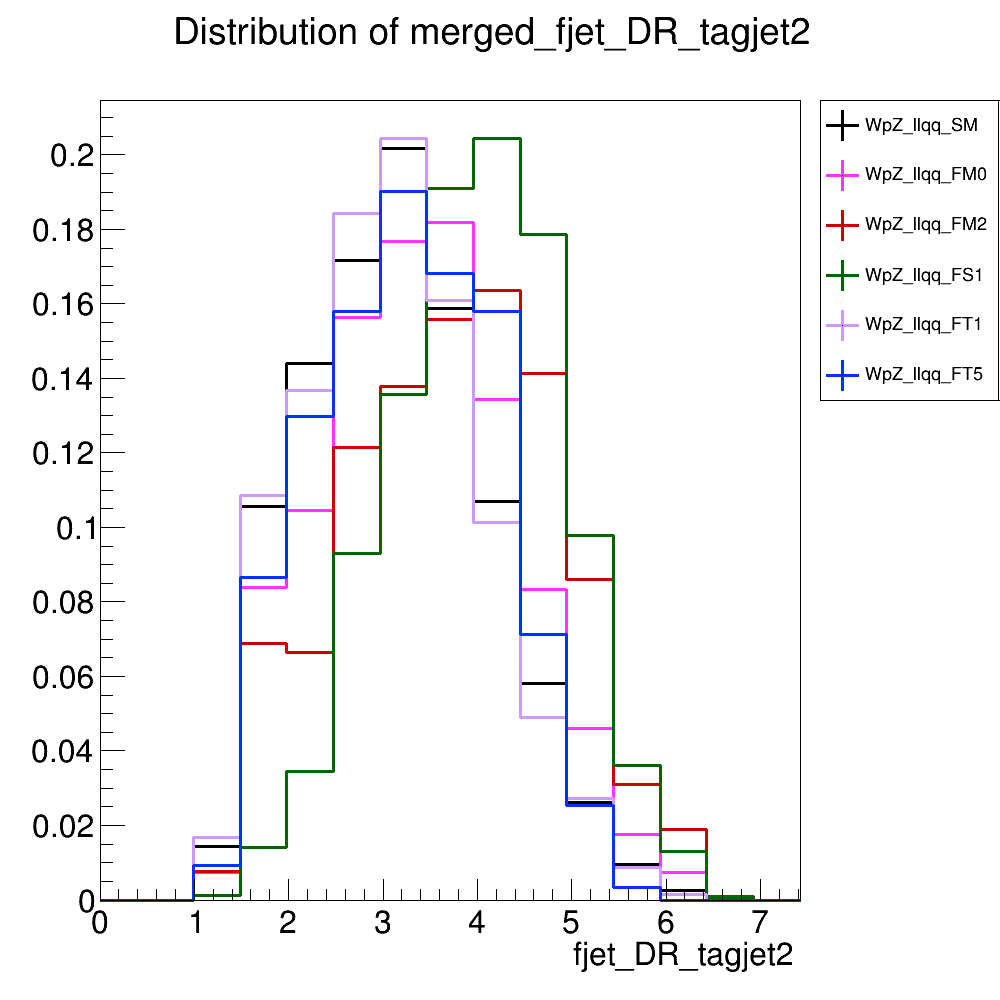 Distribution of merged_fjet_DR_tagjet2
WpZ_llqq_SM
WpZ_llqq_FM0
WpZ_llqq_FM2
WpZ_llqq_FS1
WpZ_llqq_FT1
WpZ_llqq_FT5
0.2
0.18
0.16
0.14
0.12
0.1
0.08
0.06
0.04
0.02
0
0 1 2 3 4 5 6 7
fjet_DR_tagjet2